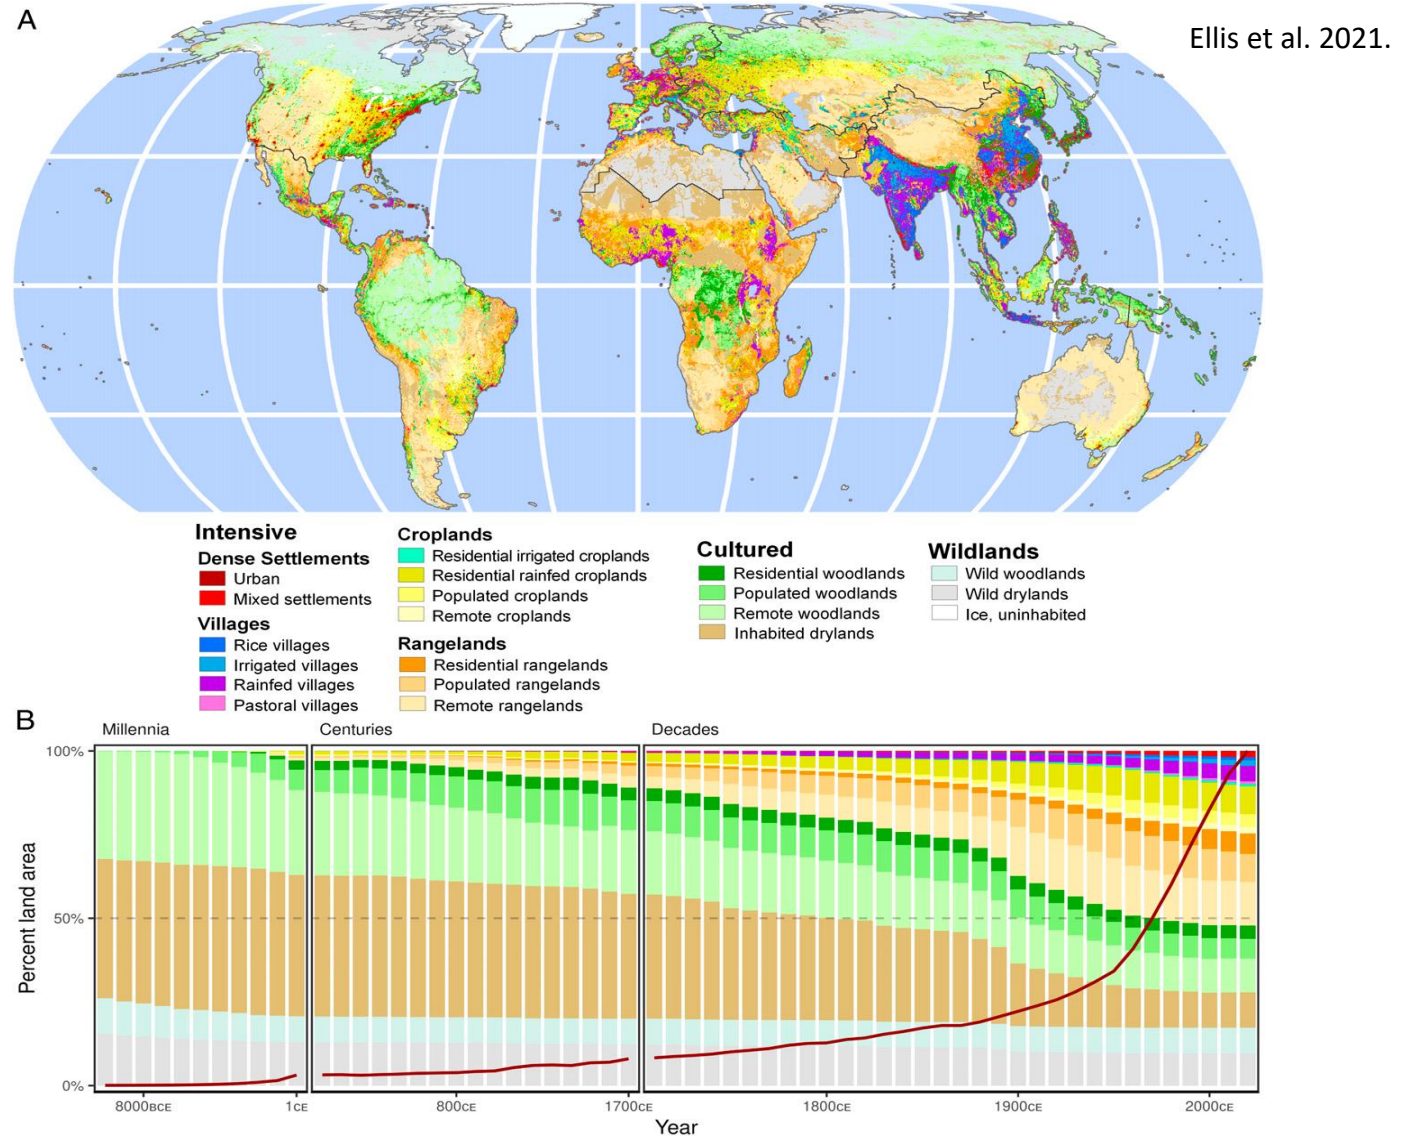 A
Ellis et al. 2021.
Intensive
Dense Settlements
Urban
Mixed settlements
Villages
Rice villages
Irrigated villages
Rainfed villages
Pastoral villages
Croplands
Residential irrigated croplands
Residential rainfed croplands
Populated croplands
Remote croplands
Rangelands
Residential rangelands
Populated rangelands
Remote rangelands
Cultured
Residential woodlands
Populated woodlands
Remote woodlands
Inhabited drylands
Wildlands
Wild woodlands
Wild drylands
Ice, uninhabited
B
Millennia
Centuries
Decades
100%
50%
0%
Percent land area
8000BCE
1CE
800CE
1700CE
1800CE
1900CE
2000CE
Year